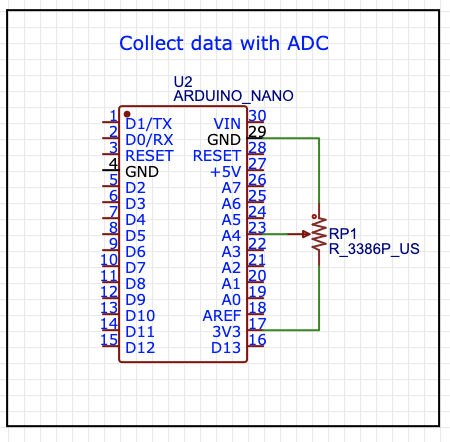 Collect data with ADC
U2
ARDUINO_NANO
1 D1/TX VIN 30
2 D0/RX GND 29
3 RESET RESET 28
4 GND +5V 27
5 D2 A7 26
6 D3 A6 25
7 D4 A5 24
8 D5 A4 23
9 D6 A3 22
10 D7 A2 21
11 D8 A1 20
12 D9 A0 19
13 D10 AREF 18
14 D11 3V3 17
15 D12 D13 16
RP1
R_3386P_US